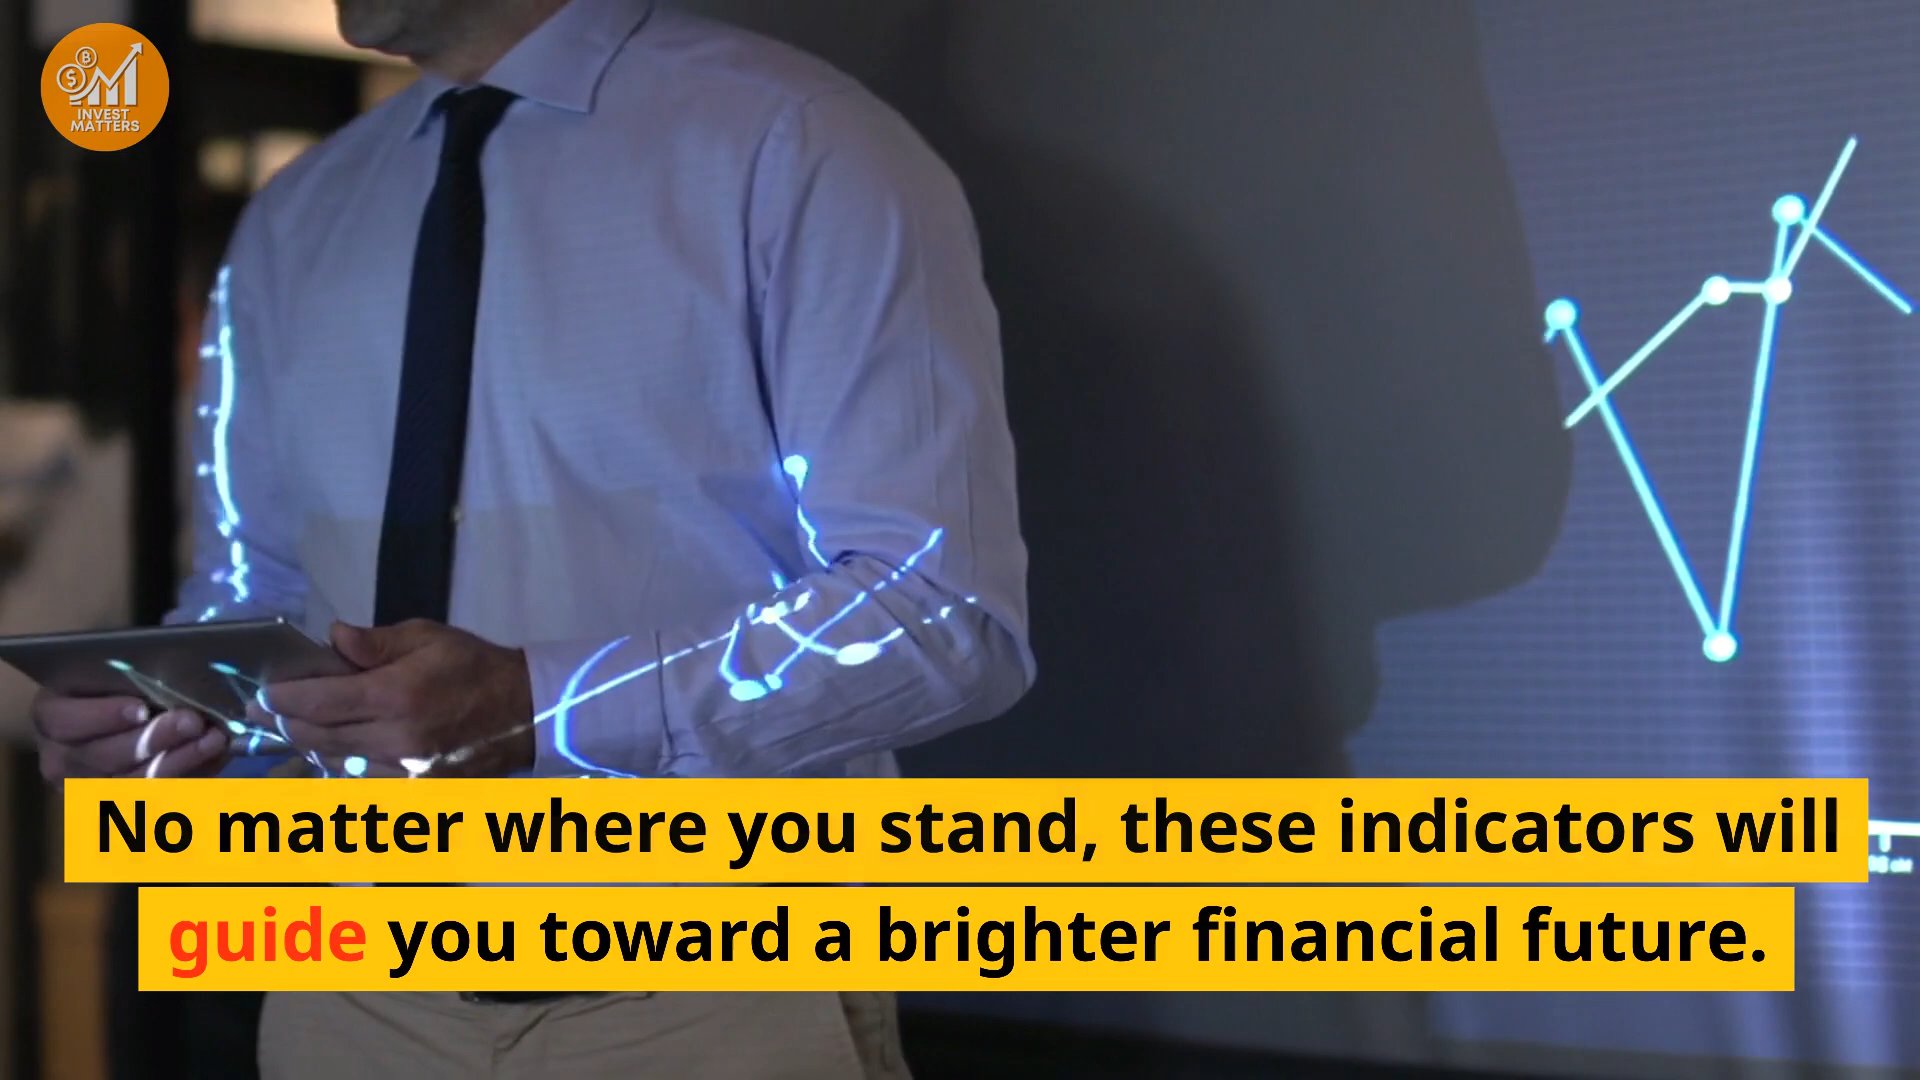 INVEST
MATTERS
No matter where you stand, these indicators will
guide you toward a brighter financial future.